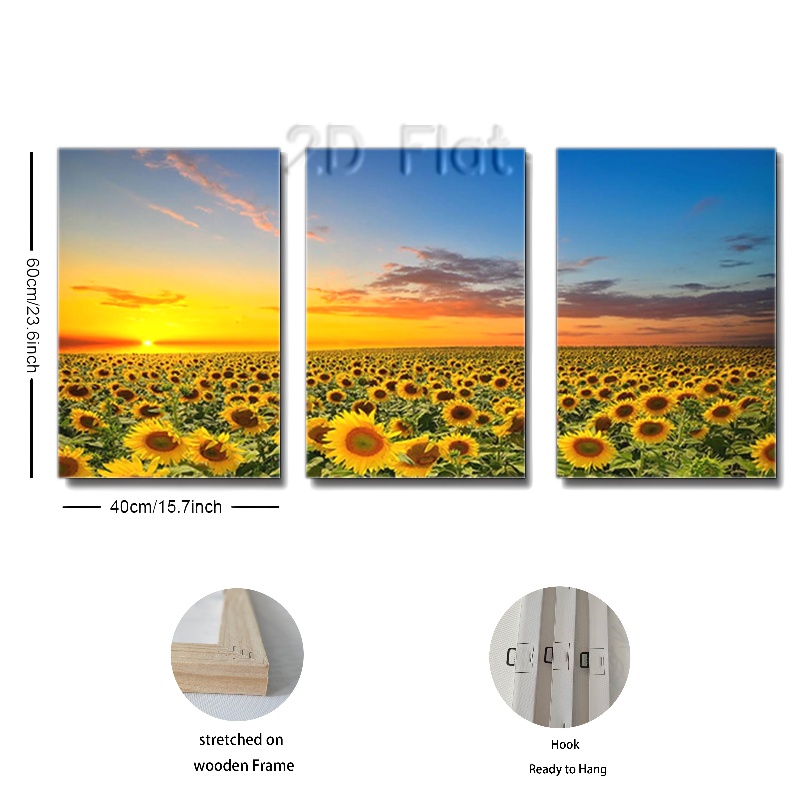 2D Flat
60cm/23.6inch
40cm/15.7inch
stretched on
wooden Frame
Hook
Ready to Hang